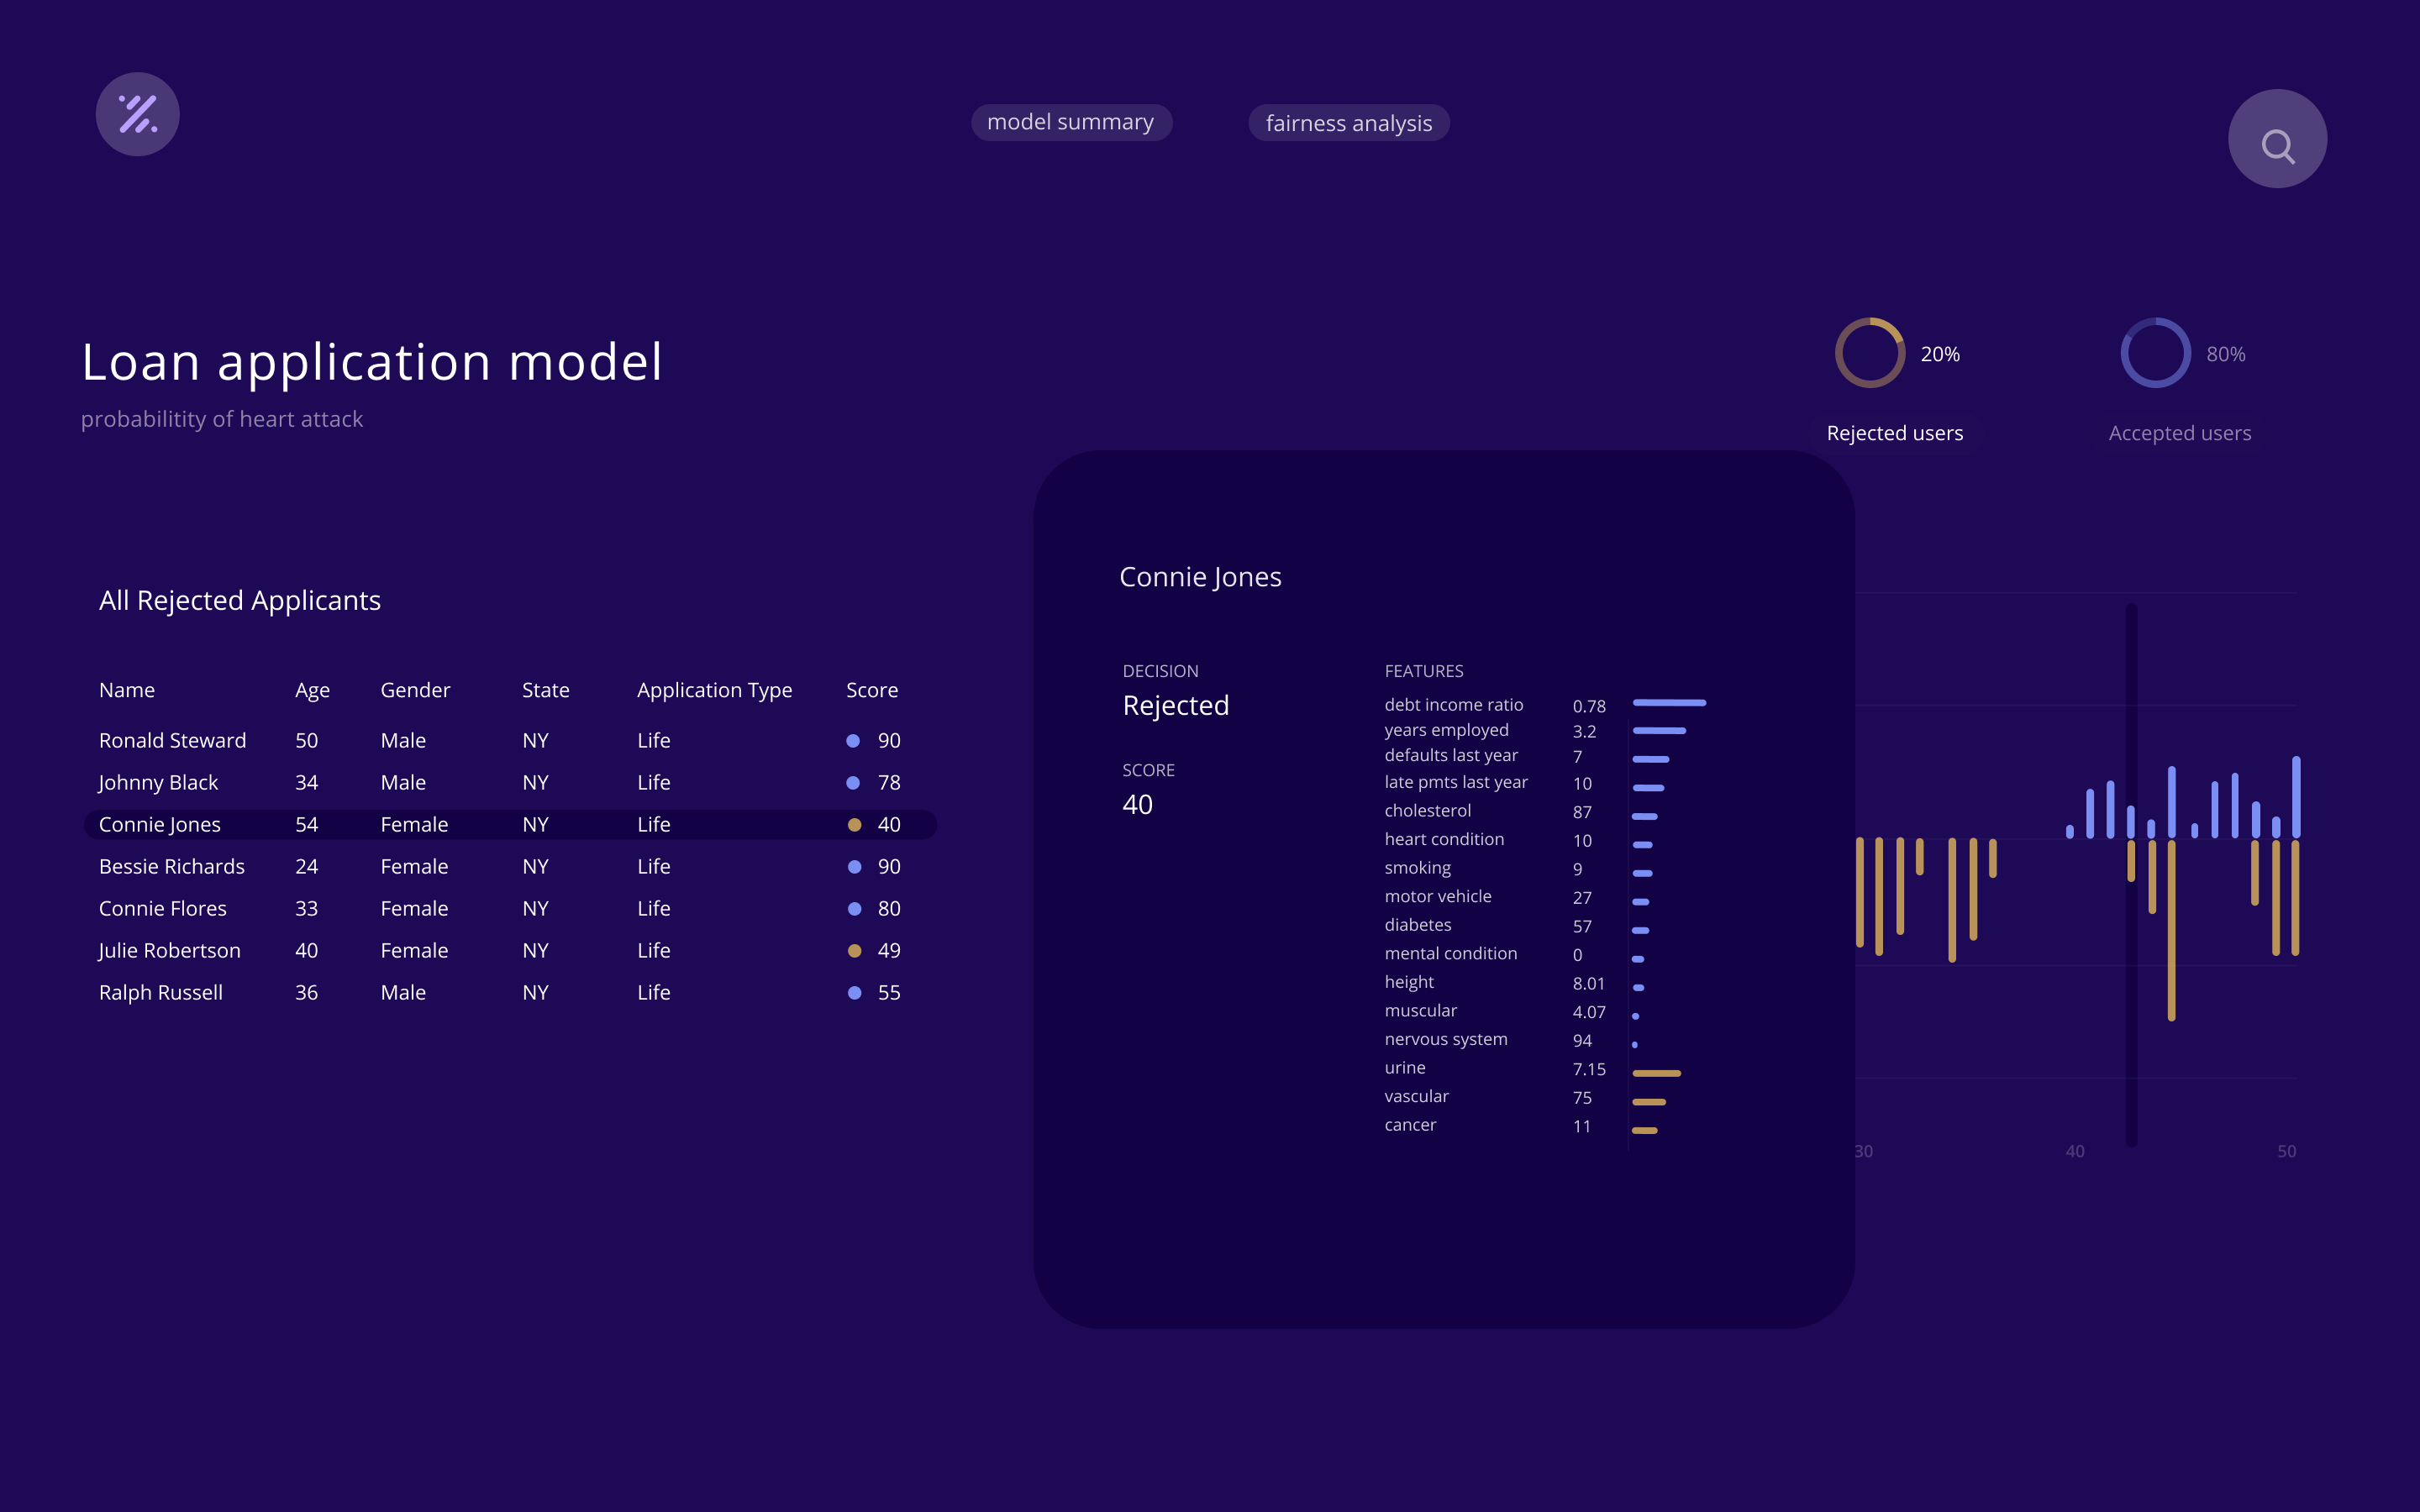 model summary
fairness analysis
Loan application model
probabilitity of heart attack
20%
80%
Rejected users
Accepted users
All Rejected Applicants
Name Age Gender State Application Type Score
Ronald Steward 50 Male NY Life 90
Johnny Black 34 Male NY Life 78
Connie Jones 54 Female NY Life 40
Bessie Richards 24 Female NY Life 90
Connie Flores 33 Female NY Life 80
Julie Robertson 40 Female NY Life 49
Ralph Russell 36 Male NY Life 55
Connie Jones
DECISION
Rejected
SCORE
40
FEATURES
debt income ratio 0.78
years employed 3.2
defaults last year 7
late pmts last year 10
cholesterol 87
heart condition 10
smoking 9
motor vehicle 27
diabetes 57
mental condition 0
height 8.01
muscular 4.07
nervous system 94
urine 7.15
vascular 75
cancer 11
30 40 50